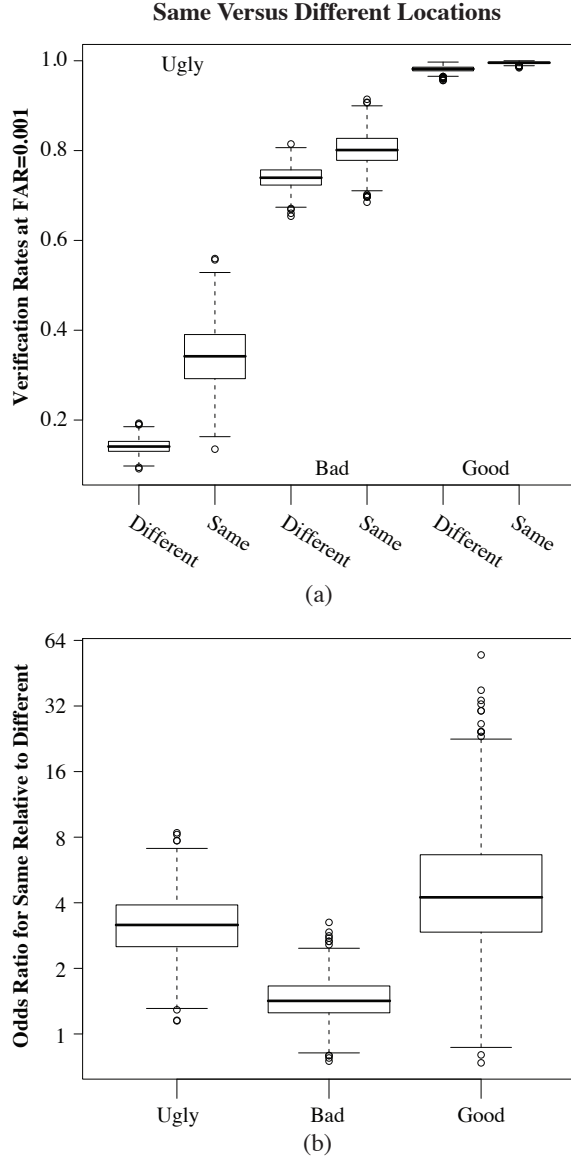 Same Versus Different Locations
Verification Rates at FAR=0.001
1.0
0.8
0.6
0.4
0.2
Ugly
Bad
Good
Different
Same
Different
Same
Different
Same
(a)
Odds Ratio for Same Relative to Different
64
32
16
8
4
2
1
Ugly
Bad
Good
(b)